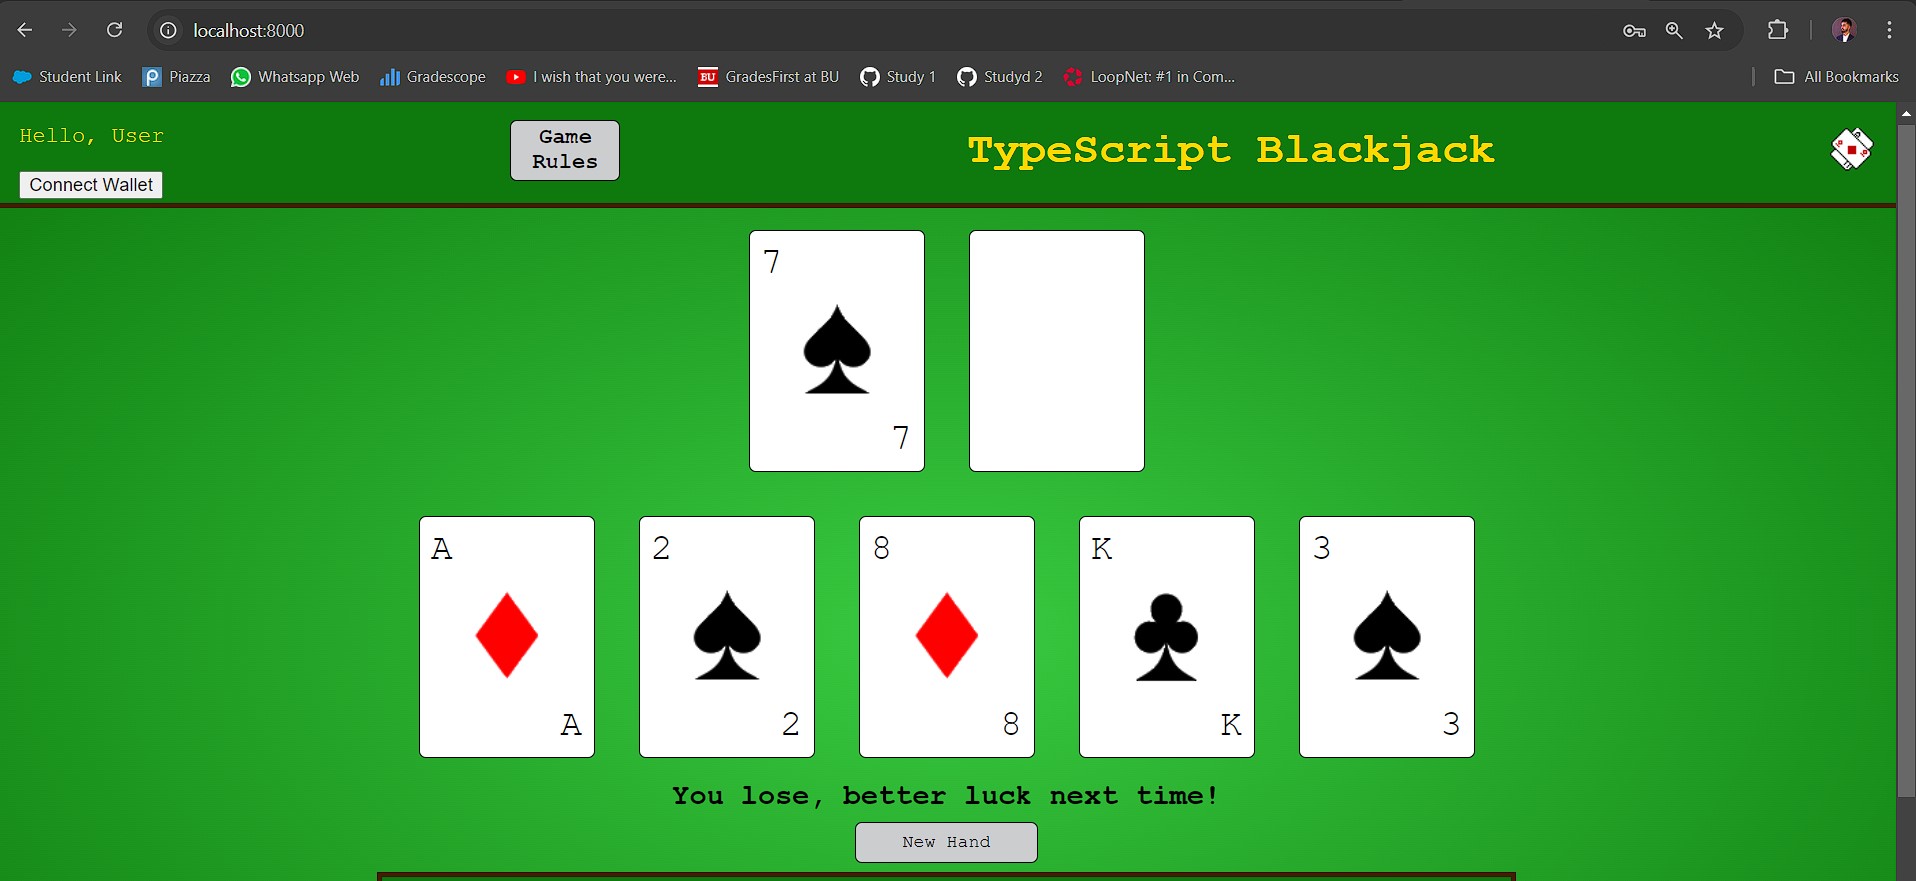 localhost:8000
Student Link Piazza Whatsapp Web Gradescope I wish that you were... BU GradesFirst at BU Study 1 Studyd 2 LoopNet: #1 in Com... All Bookmarks
Hello, User
Connect Wallet
Game
Rules
TypeScript Blackjack
7
7
A 2 8 K 3
A 2 8 K 3
You lose, better luck next time!
New Hand